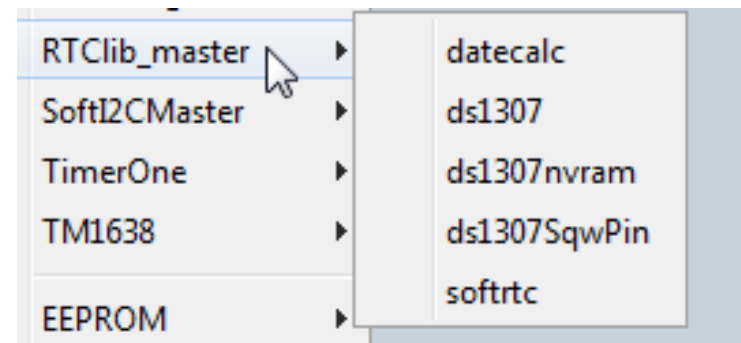 RTClib_master
SoftI2CMaster
TimerOne
TM1638
EEPROM
datecalc
ds1307
ds1307nvram
ds1307SqwPin
softrtc